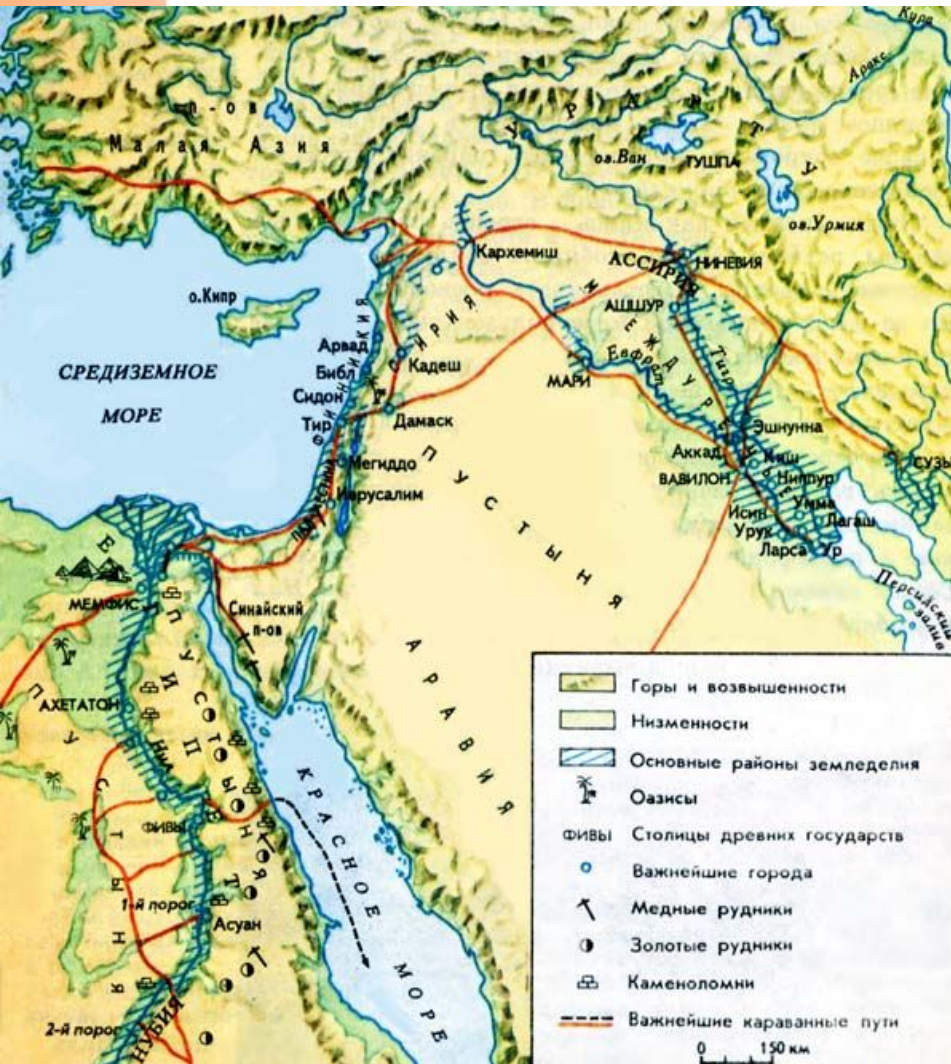 Кура
Аракс
п-ов
Малая Азия
УРАРТУ
оз.Ван
ТУШПА
оз.Урмия
Кархемиш
АССИРИЯ
НИНЕВИЯ
АШШУР
МЕЖДУРЕЧЬЕ
Тигр
Евфрат
МАРИ
о.Кипр
СИРИЯ
ФИНИКИЯ
Арвад
Библ
Кадеш
Сидон
Тир
Дамаск
СРЕДИЗЕМНОЕ
МОРЕ
Мегиддо
Иерусалим
ПАЛЕСТИНА
ПУСТЫНЯ
Эшнунна
Аккад
Киш
СУЗЫ
ВАВИЛОН
Ниппур
Умма
Исин
Лагаш
Урук
Ларса
Ур
Персидский
залив
ЕГИПЕТ
МЕМФИС
Синайский
п-ов
АРАВИЯ
АХЕТАТОН
Нил
ПУСТЫНЯ
ПУСТЫНЯ
КРАСНОЕ МОРЕ
ФИВЫ
1-й порог
Асуан
2-й порог
НУБИЯ
Горы и возвышенности
Низменности
Основные районы земледелия
Оазисы
ФИВЫ Столицы древних государств
Важнейшие города
Медные рудники
Золотые рудники
Каменоломни
Важнейшие караванные пути
0 150 км